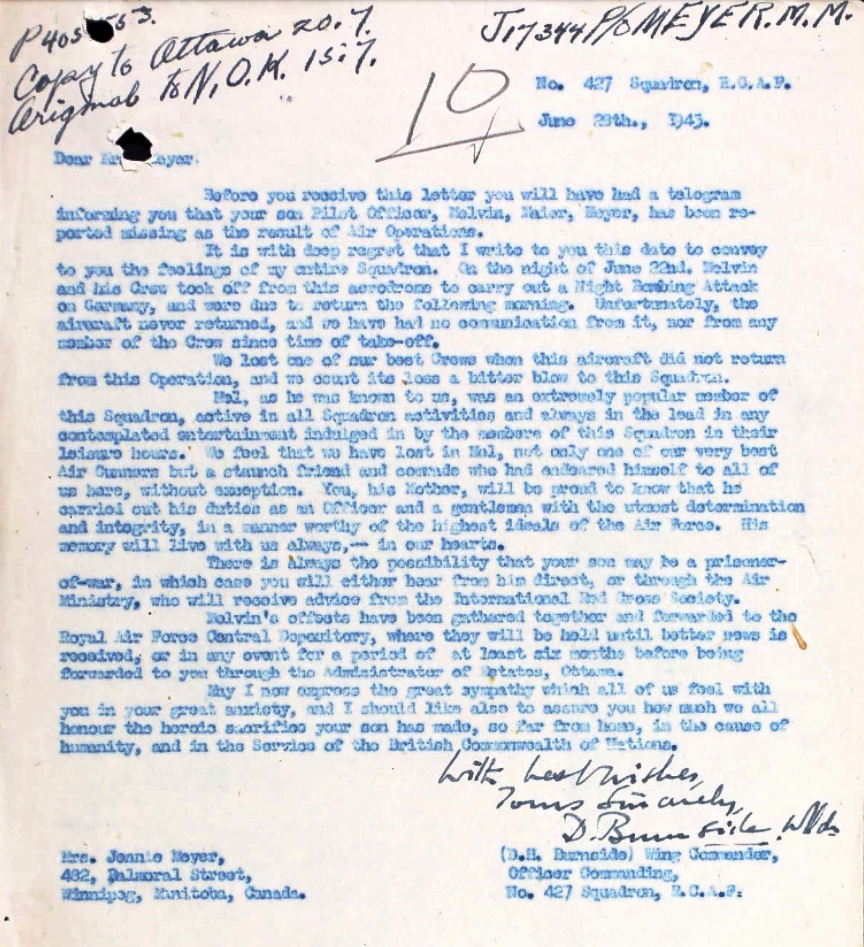 P405 53.
Copy to Ottawa 20.7.
Original to N.O.K. 15.7.
J17344 P/O MEYER R.M.M.
10
No. 427 Squadron, R.C.A.F.
June 28th., 1943.
Dear Mrs. Meyer.
Before you receive this letter you will have had a telegram
informing you that your son Pilot Officer, Melvin, Maier, Meyer, has been re-
ported missing as the result of Air Operations.
It is with deep regret that I write to you this date to convey
to you the feelings of my entire Squadron. On the night of June 22nd. Melvin
and his Crew took off from this aerodrome to carry out a Night Bombing Attack
on Germany, and were due to return the following morning. Unfortunately, the
aircraft never returned, and we have had no communication from it, nor from any
member of the Crew since time of take-off.
We lost one of our best Crews when this aircraft did not return
from this Operation, and we count its loss a bitter blow to this Squadron.
Mel, as he was known to us, was an extremely popular member of
this Squadron, active in all Squadron activities and always in the lead in any
contemplated entertainment indulged in by the members of this Squadron in their
leisure hours. We feel that we have lost in Mel, not only one of our very best
Air Gunners but a staunch friend and comrade who had endeared himself to all of
us here, without exception. You, his Mother, will be proud to know that he
carried out his duties as an Officer and a gentleman with the utmost determination
and integrity, in a manner worthy of the highest ideals of the Air Force. His
memory will live with us always,-- in our hearts.
There is always the possibility that your son may be a prisoner-
of-war, in which case you will either hear from him direct, or through the Air
Ministry, who will receive advice from the International Red Cross Society.
Melvin's effects have been gathered together and forwarded to the
Royal Air Force Central Depository, where they will be held until better news is
received, or in any event for a period of at least six months before being
forwarded to you through the Administrator of Estates, Ottawa.
May I now express the great sympathy which all of us feel with
you in your great anxiety, and I should like also to assure you how much we all
honour the heroic sacrifice your son has made, so far from home, in the cause of
humanity, and in the Service of the British Commonwealth of Nations.
With best wishes,
Yours Sincerely,
D. Burnside W/Cdr
Mrs. Jennie Meyer,
482, Balmoral Street,
Winnipeg, Manitoba, Canada.
(D.H. Burnside) Wing Commander,
Officer Commanding,
No. 427 Squadron, R.C.A.F.